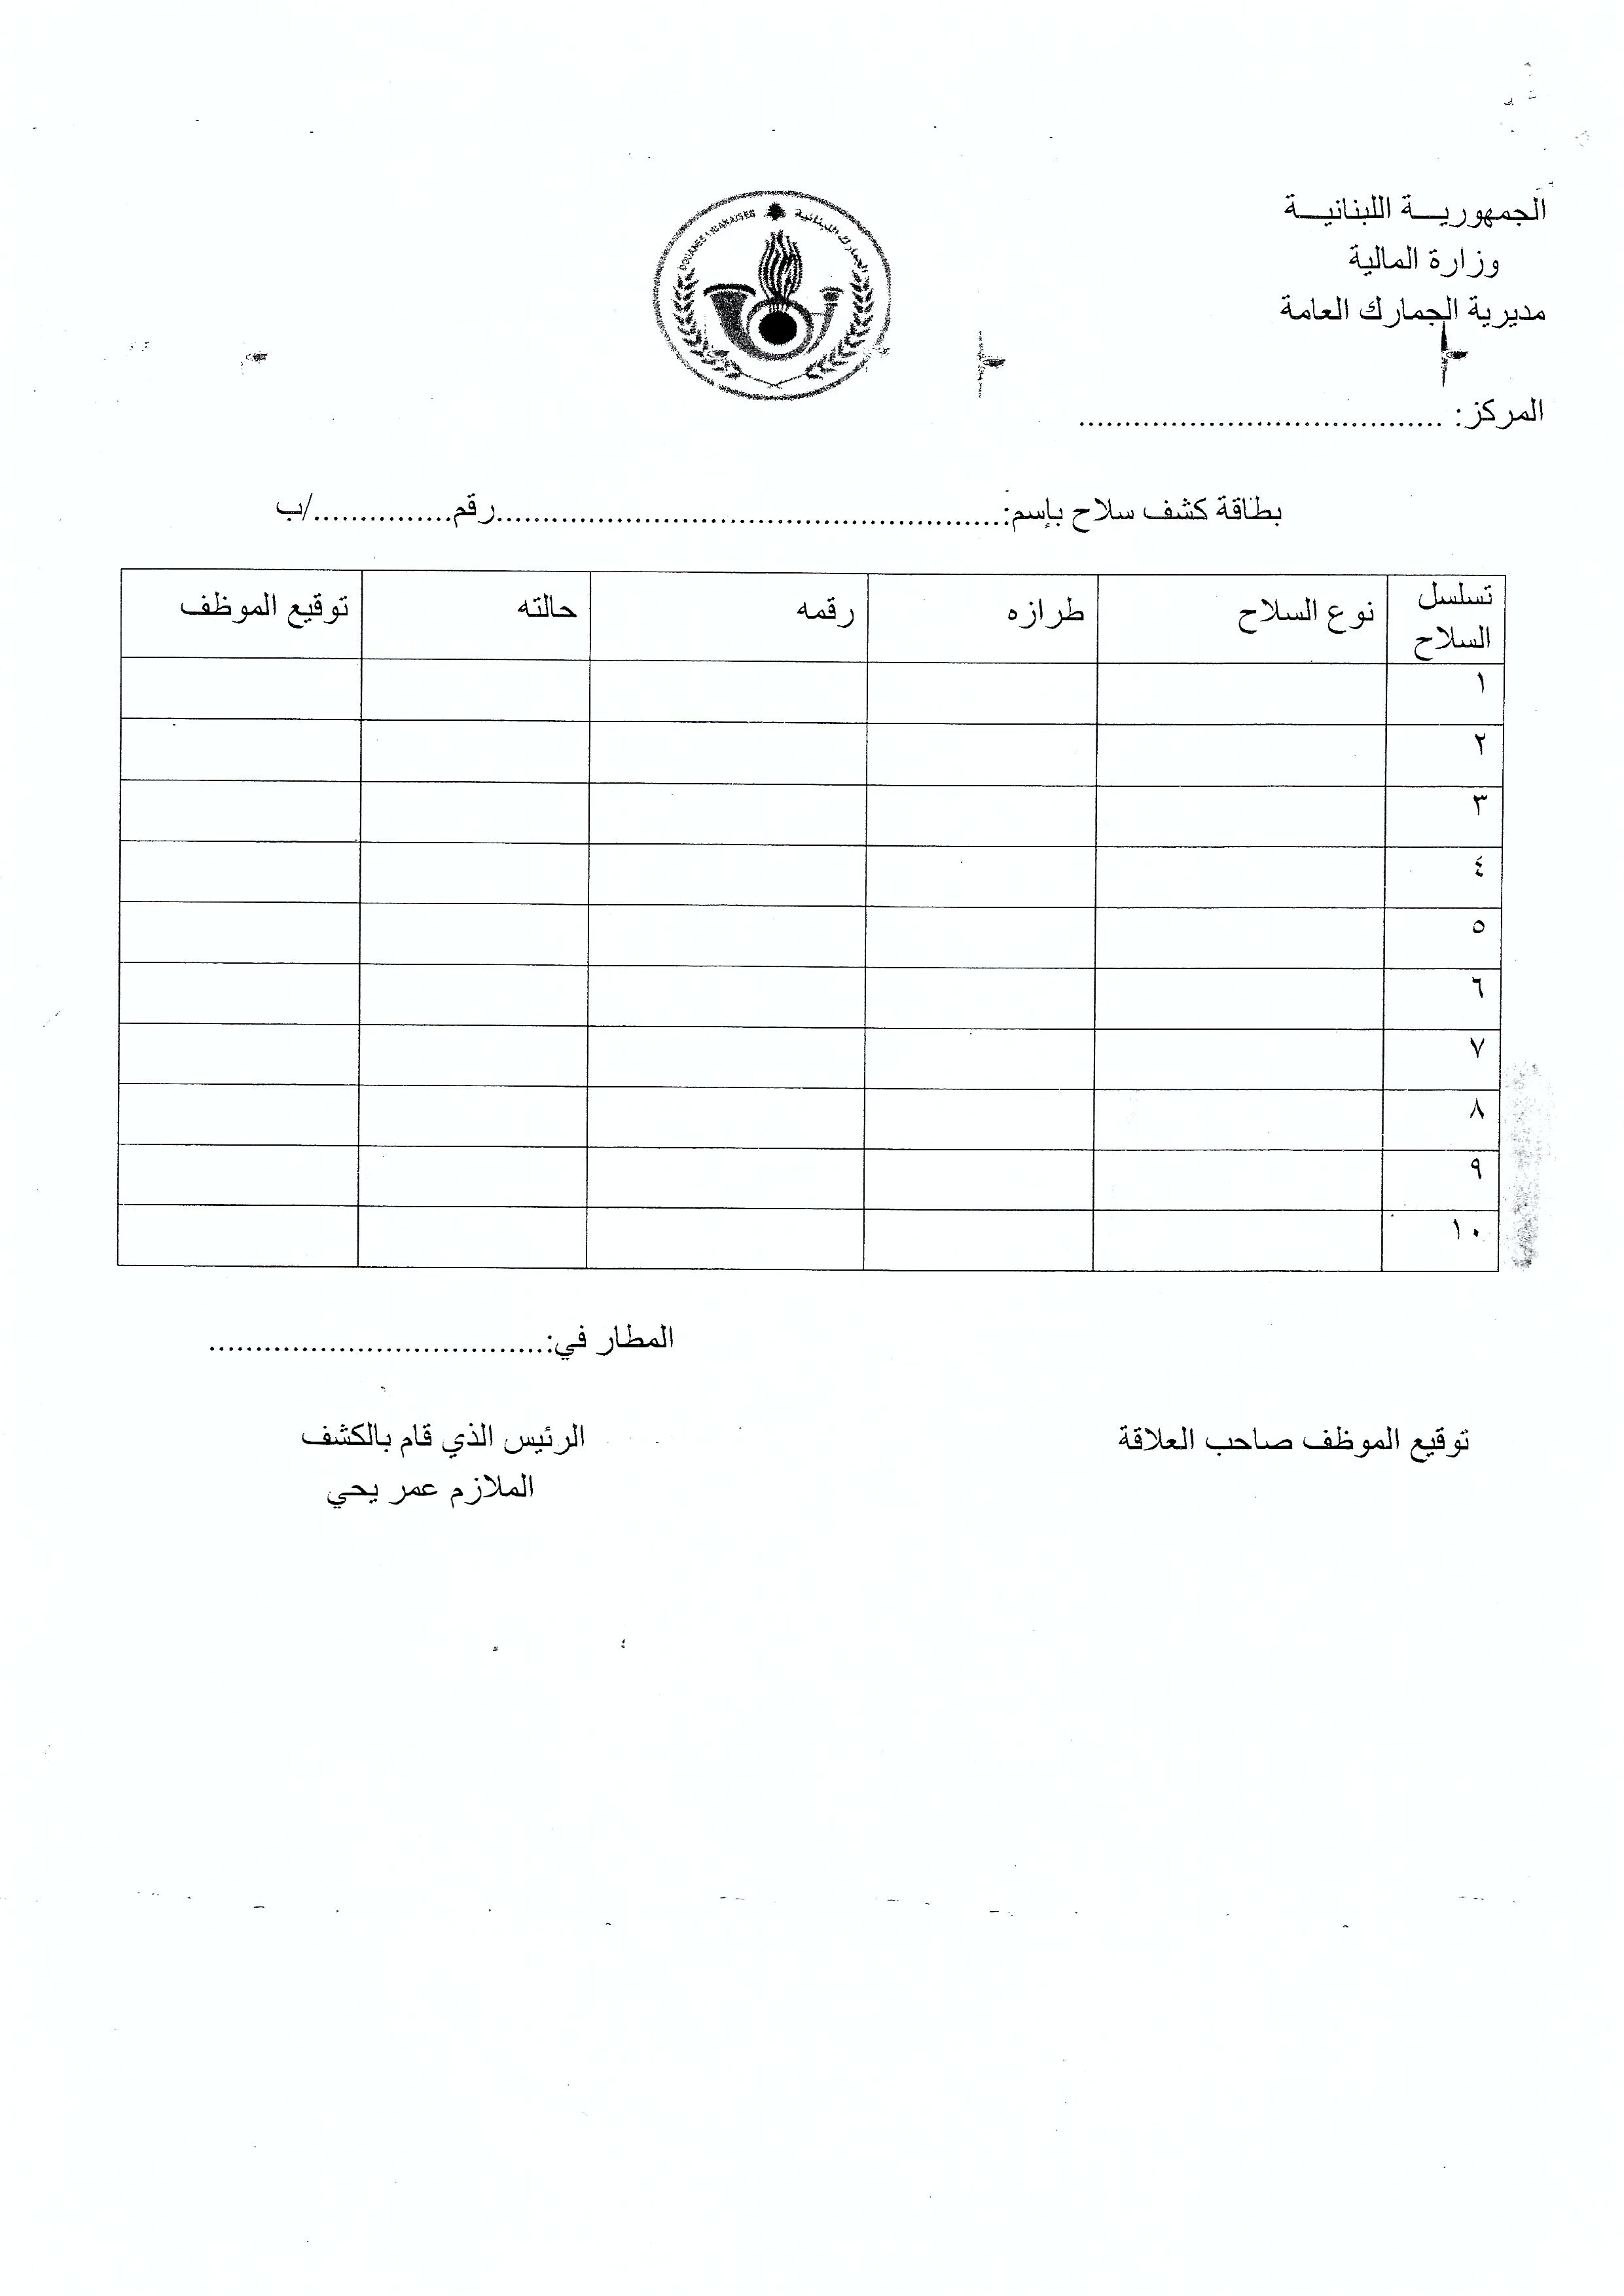 الجمهوريـــة اللبنانيـــة
وزارة المالية
مديرية الجمارك العامة
الجمارك اللبنانية DOUANES LIBANAISES
المركز: ........................................
بطاقة كشف سلاح بإسم:.......................................................رقم................/ب
تسلسل السلاح	نوع السلاح	طرازه	رقمه	حالته	توقيع الموظف
١
٢
٣
٤
٥
٦
٧
٨
٩
١٠
المطار في:.....................................
توقيع الموظف صاحب العلاقة	الرئيس الذي قام بالكشف
الملازم عمر يحي